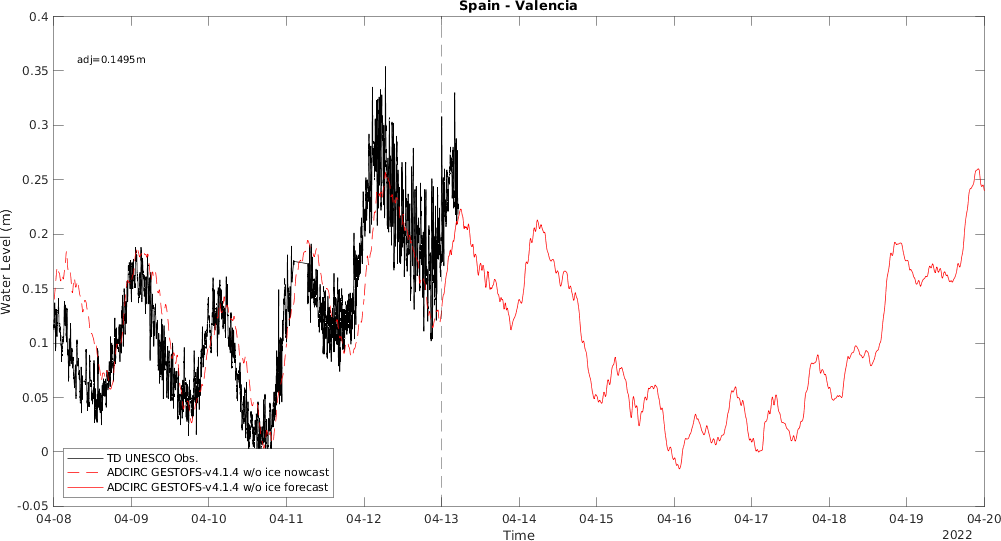 Spain - Valencia
0.4
0.35
0.3
0.25
0.2
0.15
0.1
0.05
0
-0.05
Water Level (m)
adj=0.1495m
TD UNESCO Obs.
ADCIRC GESTOFS-v4.1.4 w/o ice nowcast
ADCIRC GESTOFS-v4.1.4 w/o ice forecast
04-08 04-09 04-10 04-11 04-12 04-13 04-14 04-15 04-16 04-17 04-18 04-19 04-20
Time
2022